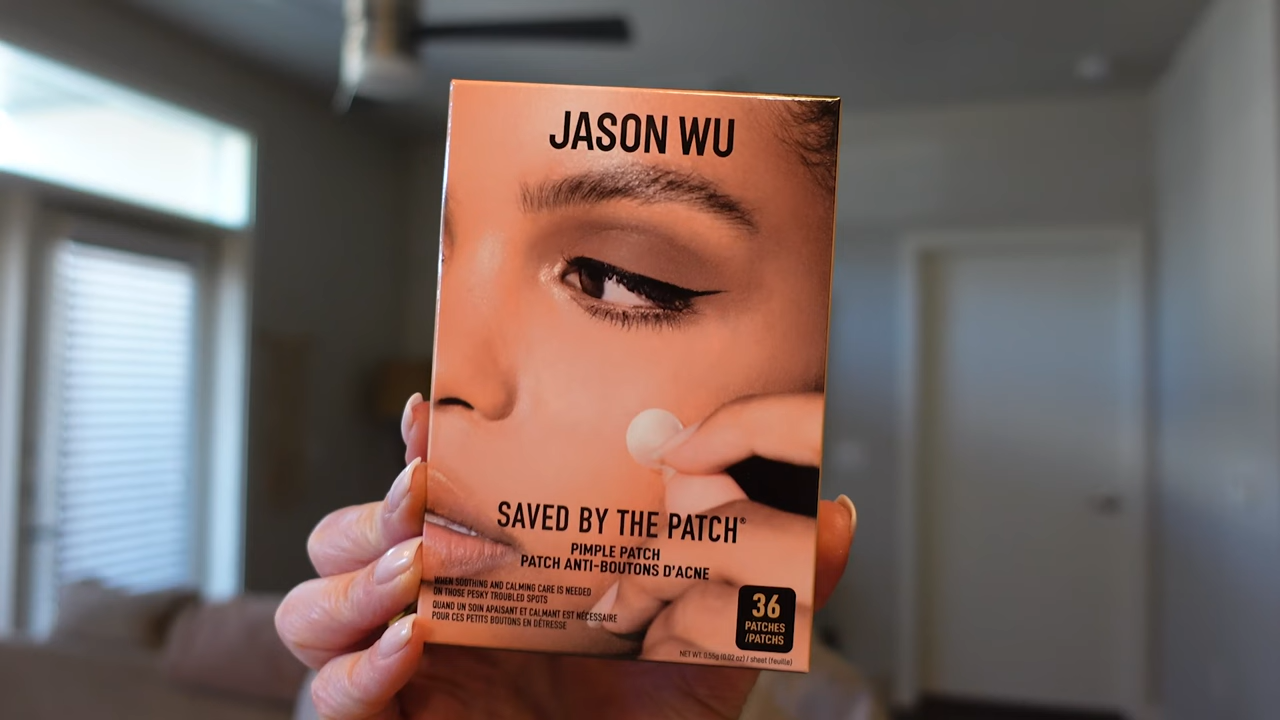 JASON WU
SAVED BY THE PATCH®
PIMPLE PATCH
PATCH ANTI-BOUTONS D'ACNE
WHEN SOOTHING AND CALMING CARE IS NEEDED
ON THOSE PESKY TROUBLED SPOTS
QUAND UN SOIN APAISANT ET CALMANT EST NÉCESSAIRE
POUR CES PETITS BOUTONS EN DÉTRESSE
36
PATCHES
/PATCHS
NET WT. 0.55g (0.02 oz) / sheet (feuille)